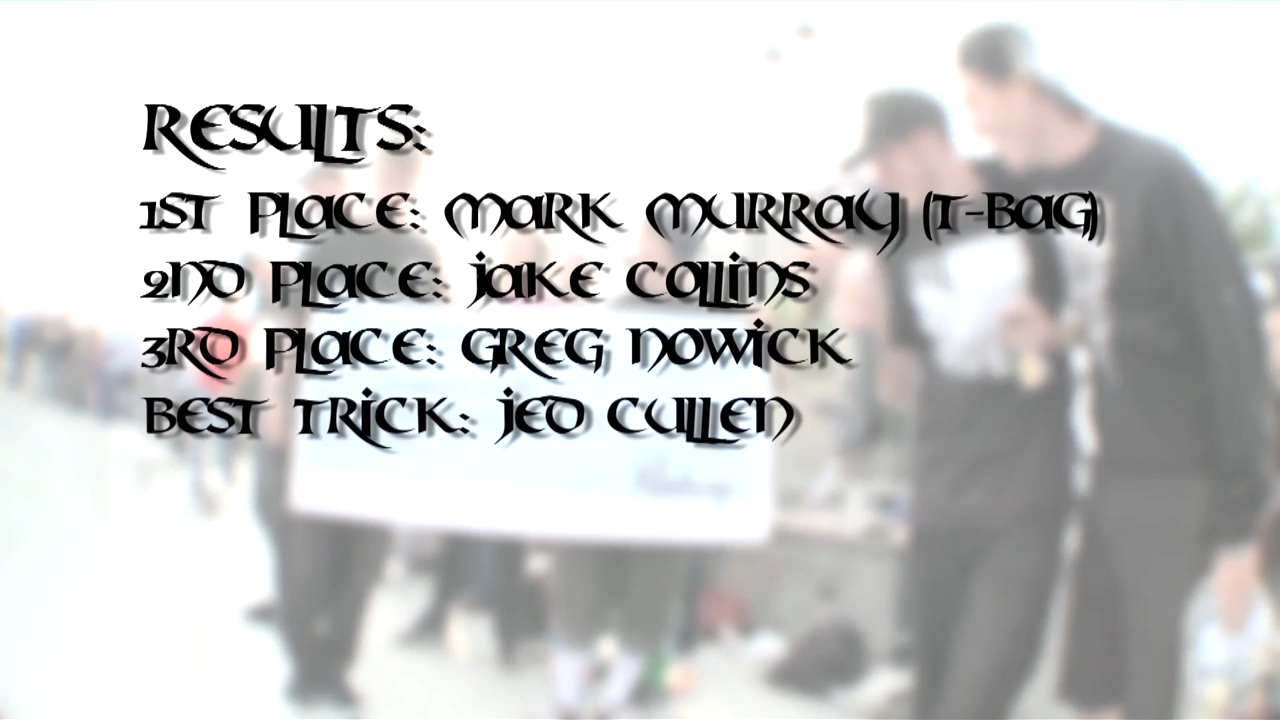 RESULTS:
1ST PLACE: MARK MURRAY (T-BAG)
2ND PLACE: JAKE COLLINS
3RD PLACE: GREG NOWICK
BEST TRICK: JED CULLEN